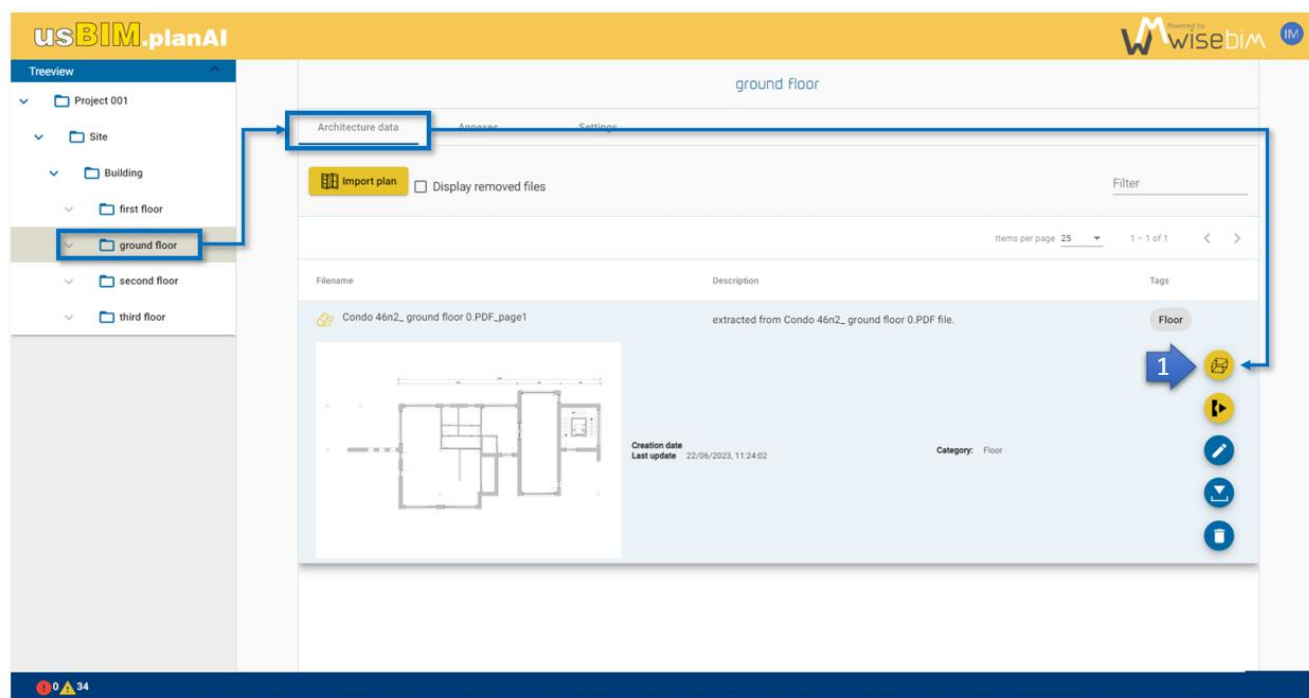 usBIM.planAI
Powered by
wisebim
IM
Treeview
Project 001
Site
Building
first floor
ground floor
second floor
third floor
ground floor
Architecture data
Annexes
Settings
Import plan
Display removed files
Filter
Items per page 25
1 – 1 of 1
Filename
Description
Tags
Condo 46n2_ ground floor 0.PDF_page1
extracted from Condo 46n2_ ground floor 0.PDF file.
Floor
1
Creation date
Last update 22/06/2023, 11:24:02
Category: Floor
0 34